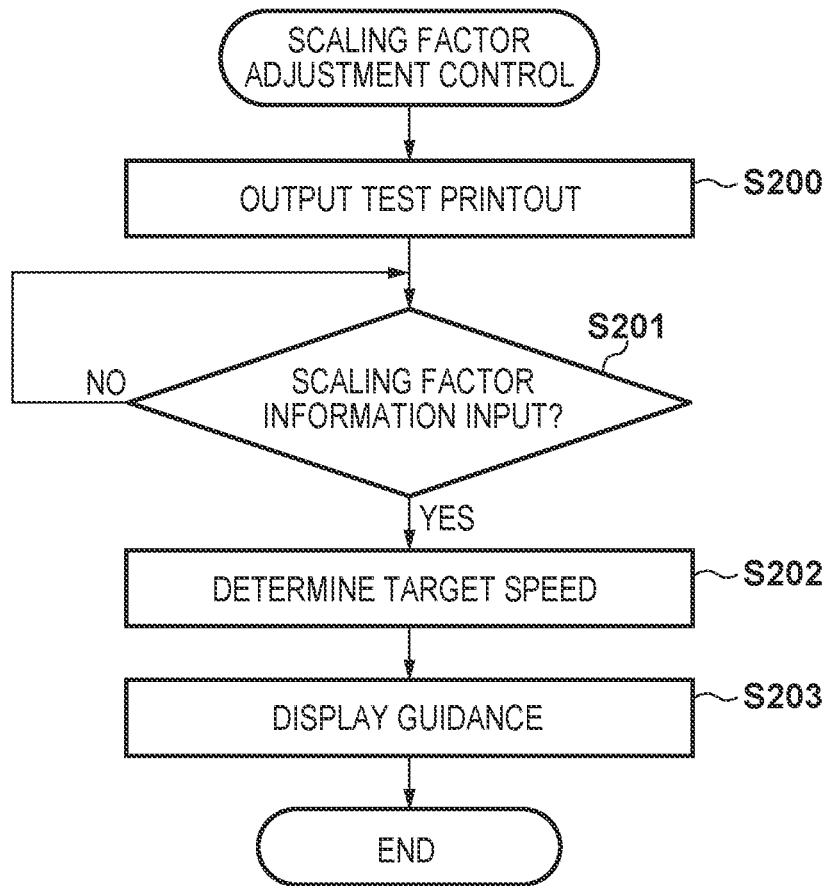 SCALING FACTOR
ADJUSTMENT CONTROL
OUTPUT TEST PRINTOUT
S200
S201
SCALING FACTOR
INFORMATION INPUT?
NO
YES
DETERMINE TARGET SPEED
S202
DISPLAY GUIDANCE
S203
END